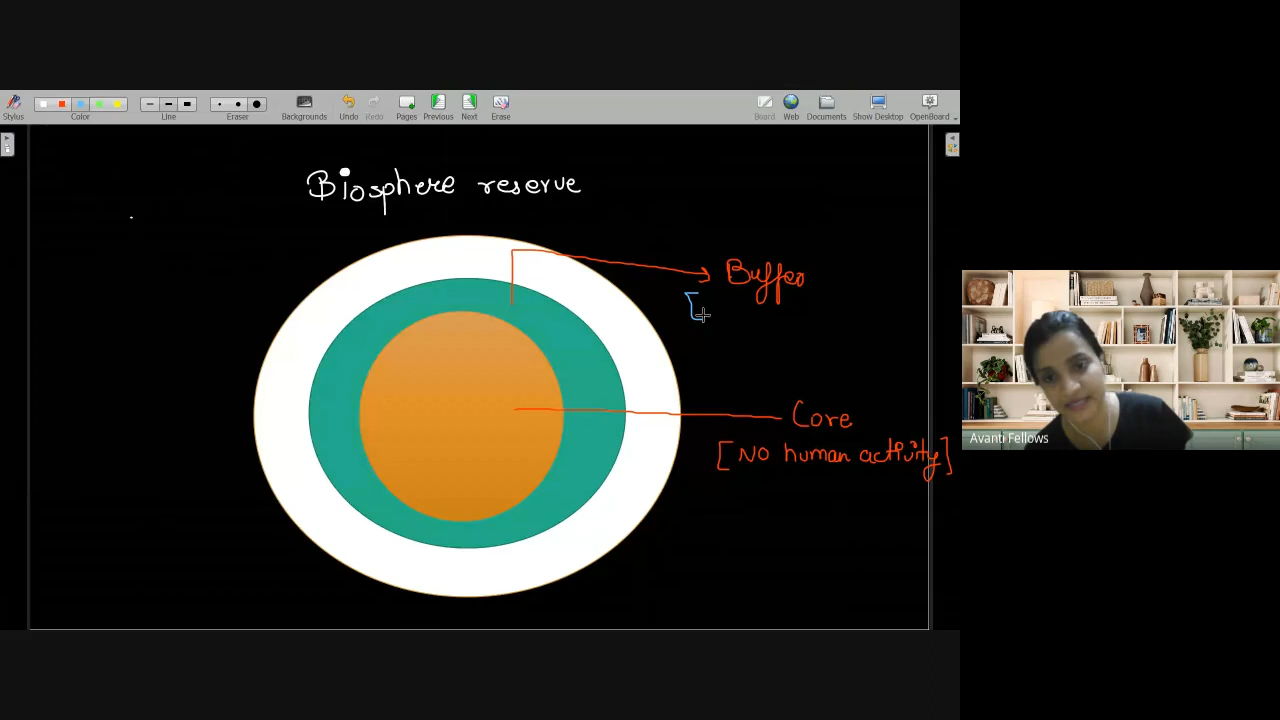 Stylus
Color
Line
Eraser
Backgrounds
Undo
Redo
Pages
Previous
Next
Erase
Board
Web
Documents
Show Desktop
OpenBoard
Biosphere reserve
Buffer
Core
[No human activity]
Avanti Fellows